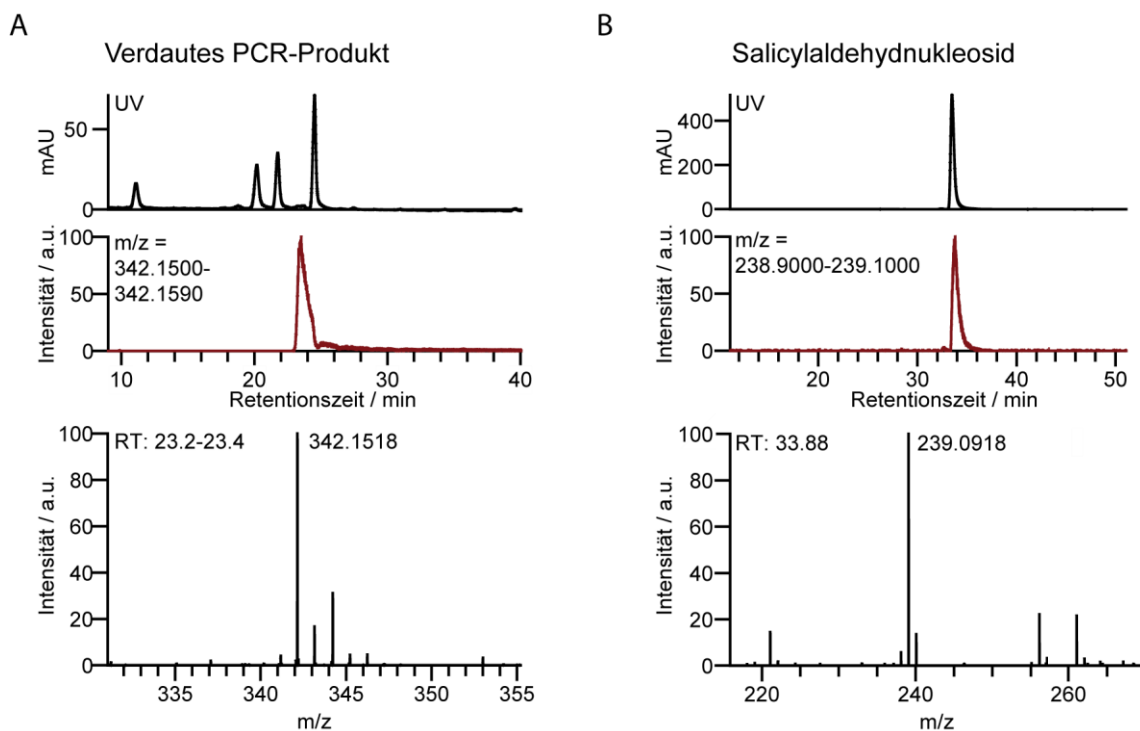 A
Verdautes PCR-Produkt
UV
50
0
mAU
m/z =
342.1500-
342.1590
100
50
0
Intensität / a.u.
10 20 30 40
Retentionszeit / min
RT: 23.2-23.4
342.1518
100
80
60
40
20
0
Intensität / a.u.
335 340 345 350 355
m/z
B
Salicylaldehydnukleosid
UV
400
200
0
mAU
m/z =
238.9000-239.1000
100
50
0
Intensität / a.u.
20 30 40 50
Retentionszeit / min
RT: 33.88
239.0918
100
80
60
40
20
0
Intensität / a.u.
220 240 260
m/z